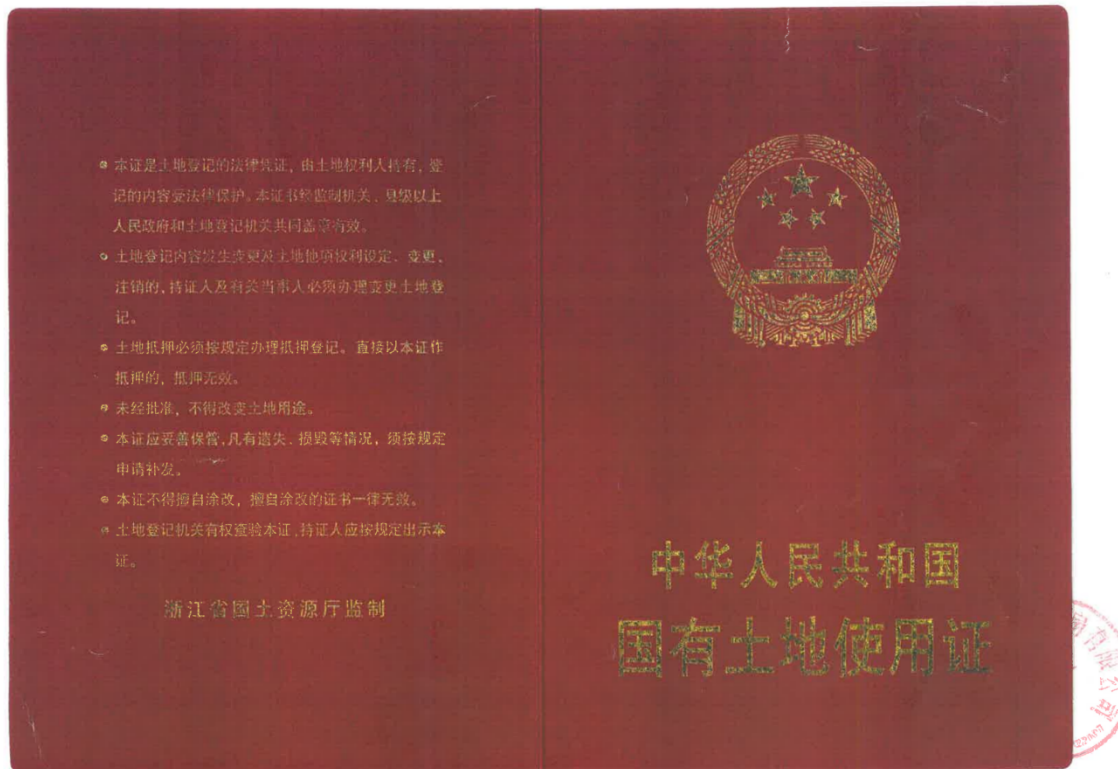 本证是土地登记的法律凭证，由土地权利人持有，登
记的内容受法律保护。本证书经监制机关、县级以上
人民政府和土地登记机关共同盖章有效。
土地登记内容发生变更及土地他项权利设定、变更、
注销的，持证人及有关当事人必须办理变更土地登
记。
土地抵押必须按规定办理抵押登记。直接以本证作
抵押的，抵押无效。
未经批准，不得改变土地用途。
本证应妥善保管，凡有遗失、损毁等情况，须按规定
申请补发。
本证不得擅自涂改，擅自涂改的证书一律无效。
土地登记机关有权查验本证，持证人应按规定出示本
证。
浙江省国土资源厅监制
中华人民共和国
国有土地使用证
有限公司